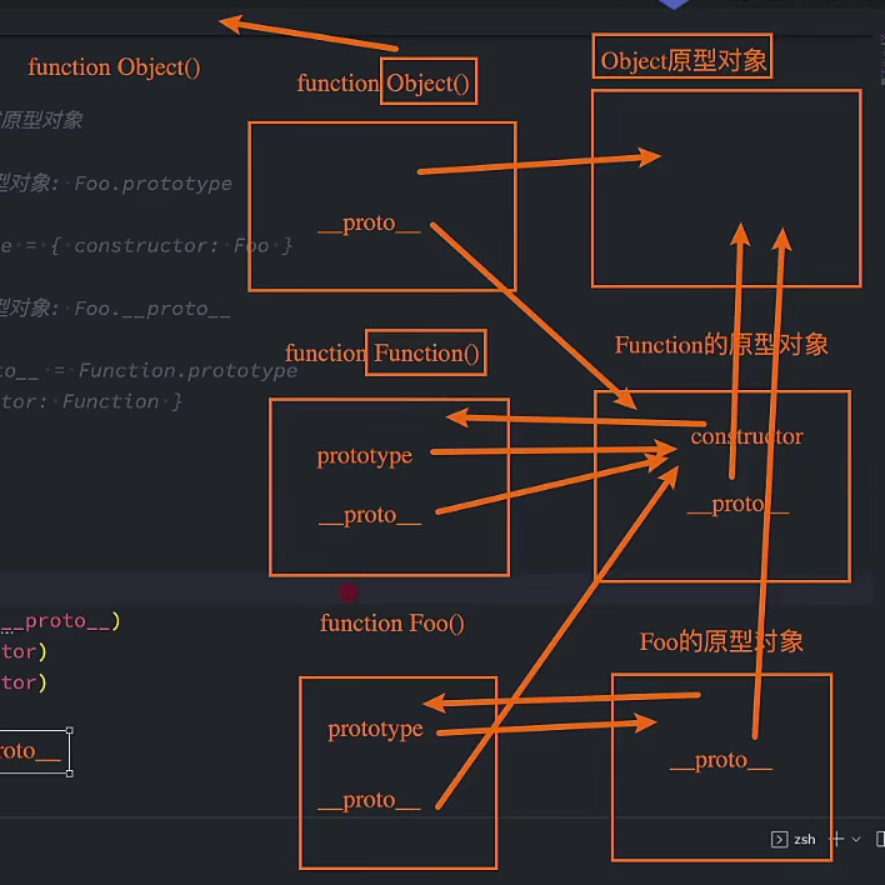 function Object()
function Object()
Object原型对象
原型对象
型对象: Foo.prototype
__proto__
e = { constructor: Foo }
型对象: Foo.__proto__
Function的原型对象
function Function()
to__ = Function.prototype
tor: Function }
constructor
prototype
__proto__
__proto__
__proto__)
function Foo()
Foo的原型对象
tor)
tor)
prototype
roto__
__proto__
__proto__
zsh